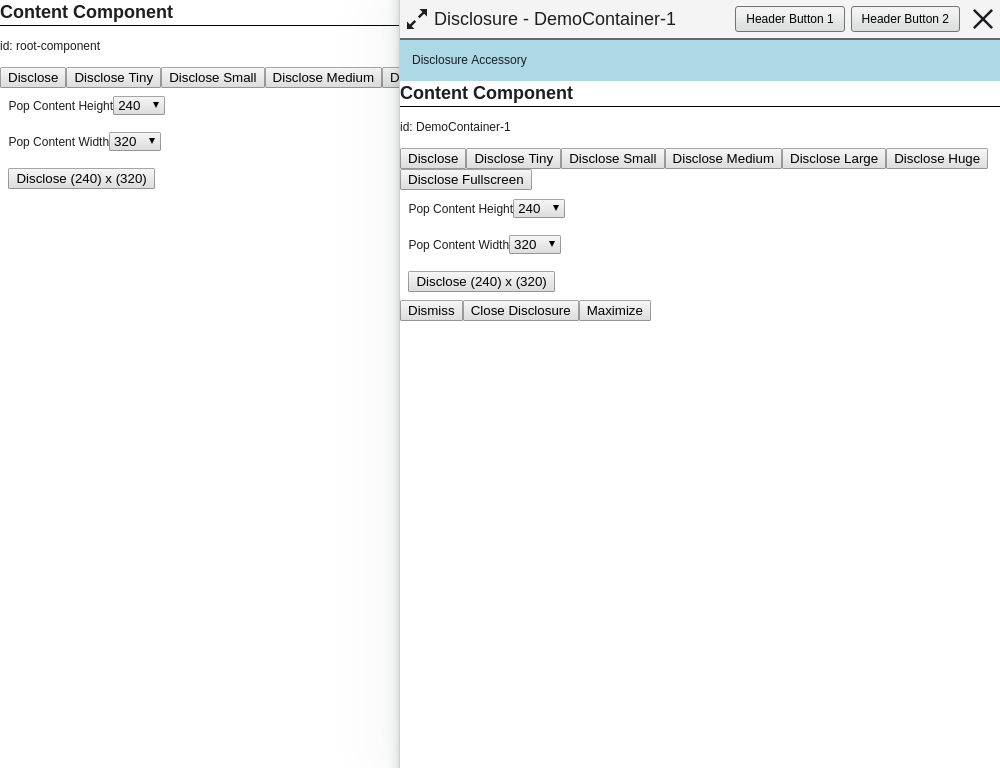 Content Component
id: root-component
Disclose Disclose Tiny Disclose Small Disclose Medium
Pop Content Height 240
Pop Content Width 320
Disclose (240) x (320)
Disclosure - DemoContainer-1 Header Button 1 Header Button 2
Disclosure Accessory
Content Component
id: DemoContainer-1
Disclose Disclose Tiny Disclose Small Disclose Medium Disclose Large Disclose Huge
Disclose Fullscreen
Pop Content Height 240
Pop Content Width 320
Disclose (240) x (320)
Dismiss Close Disclosure Maximize